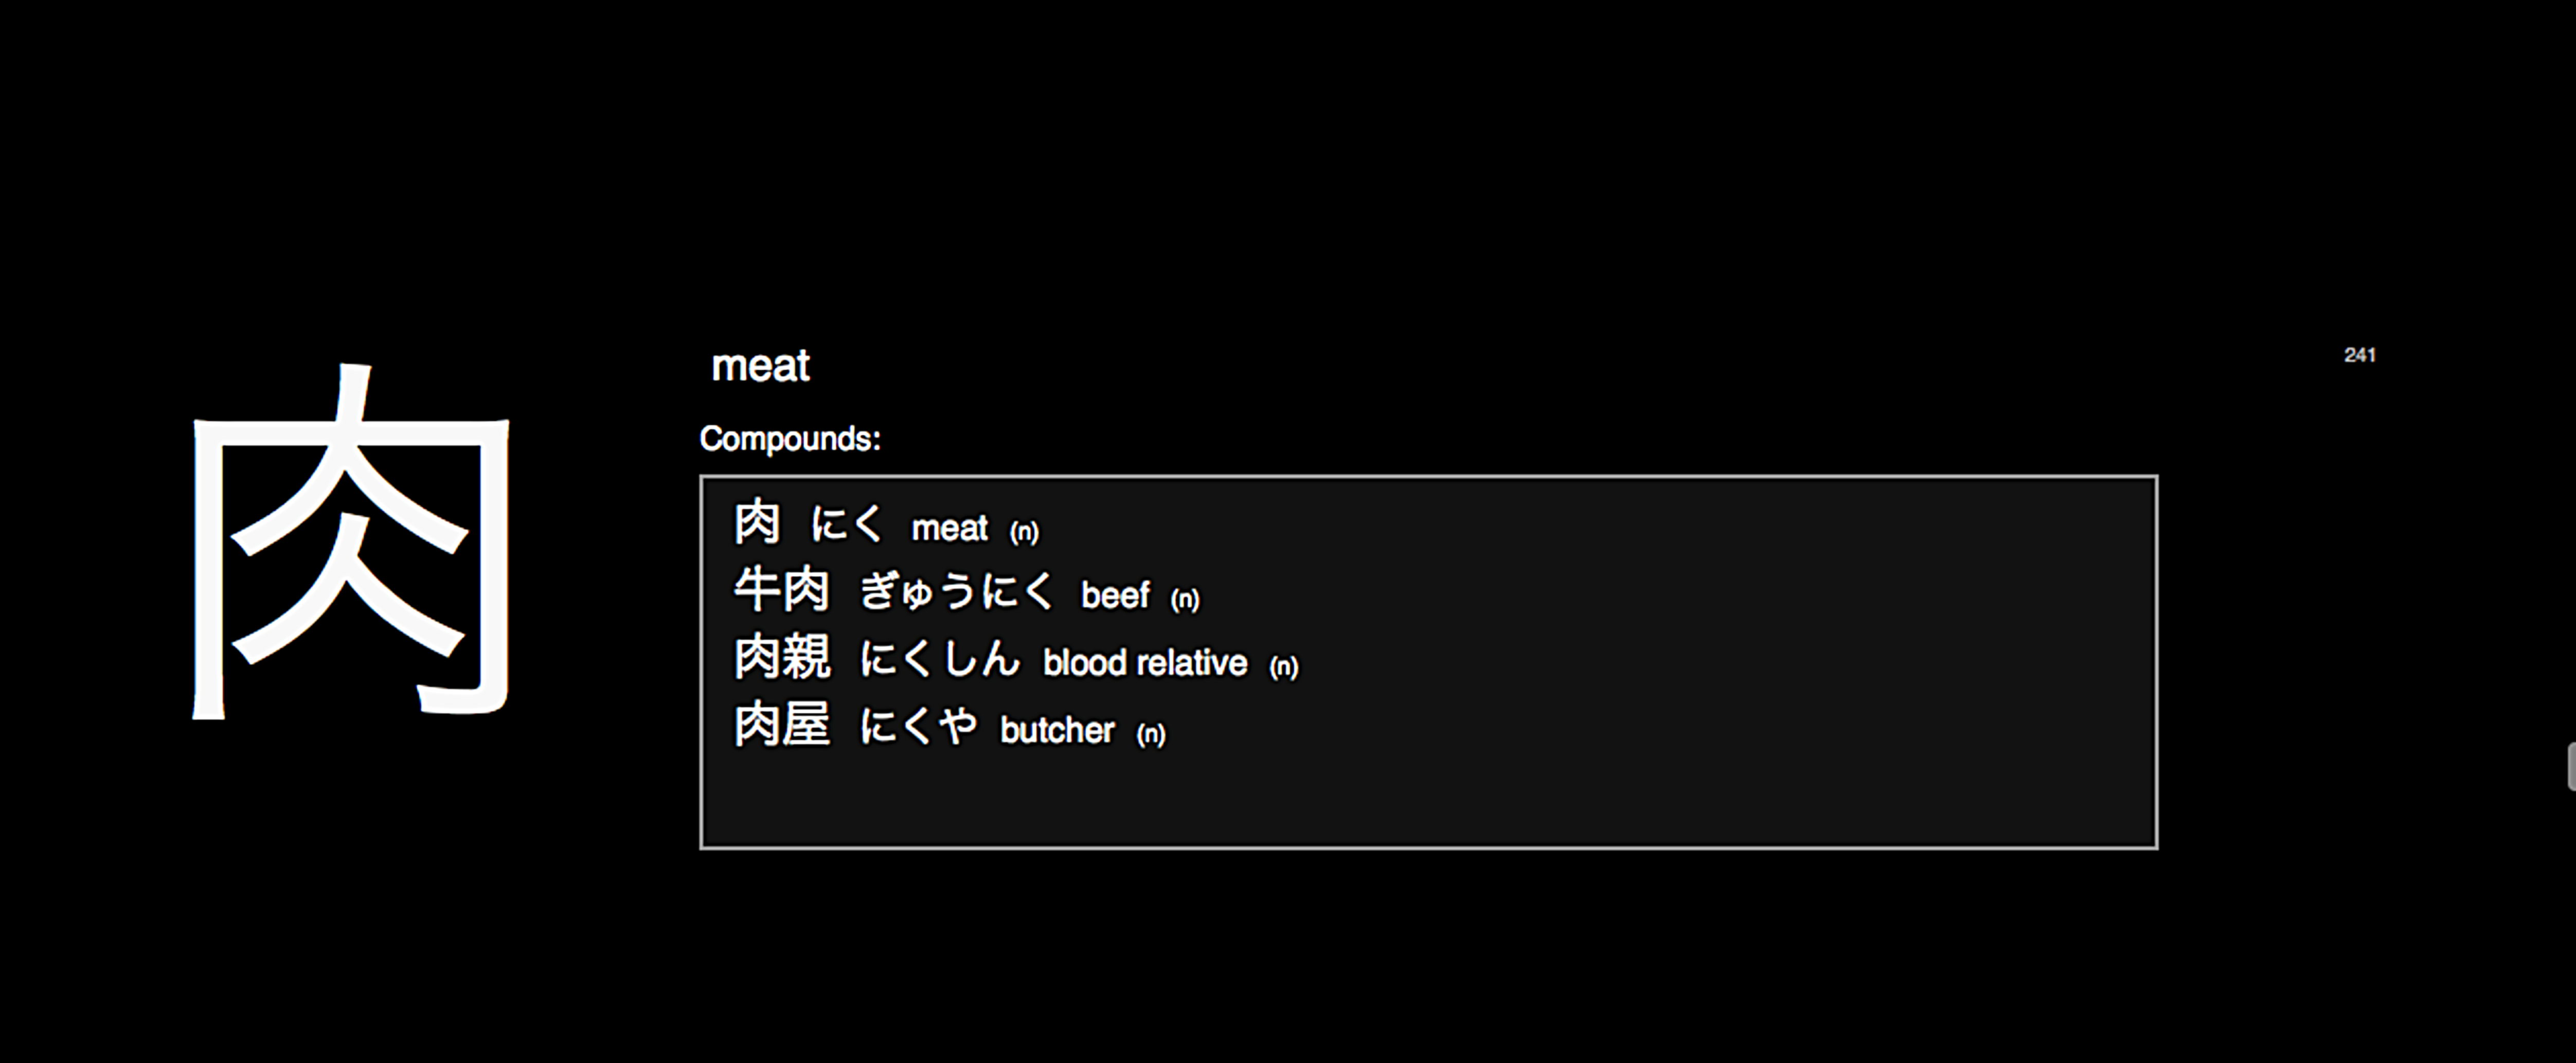 肉
meat
241
Compounds:
肉 にく meat (n)
牛肉 ぎゅうにく beef (n)
肉親 にくしん blood relative (n)
肉屋 にくや butcher (n)